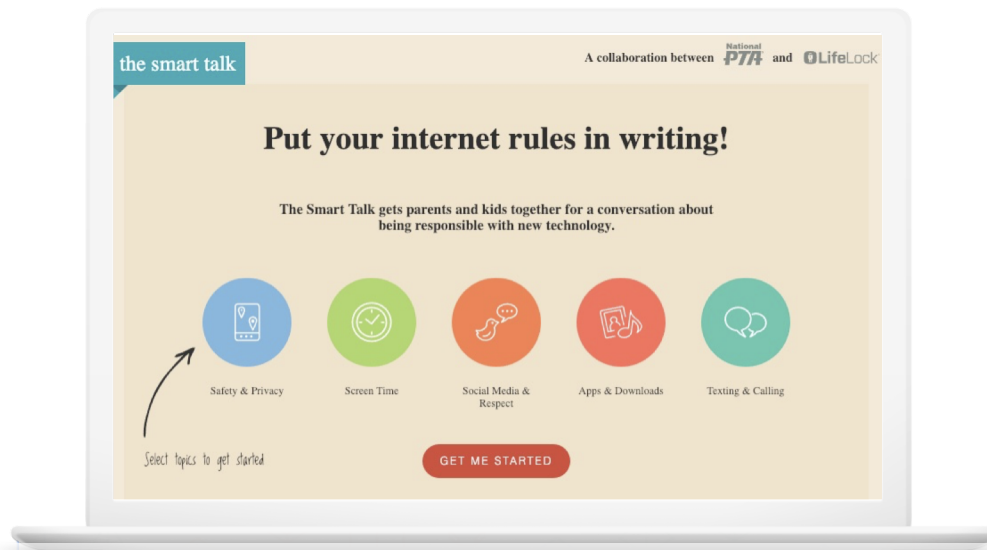 the smart talk
A collaboration between National PTA and LifeLock
Put your internet rules in writing!
The Smart Talk gets parents and kids together for a conversation about
being responsible with new technology.
Safety & Privacy
Screen Time
Social Media &
Respect
Apps & Downloads
Texting & Calling
Select topics to get started
GET ME STARTED